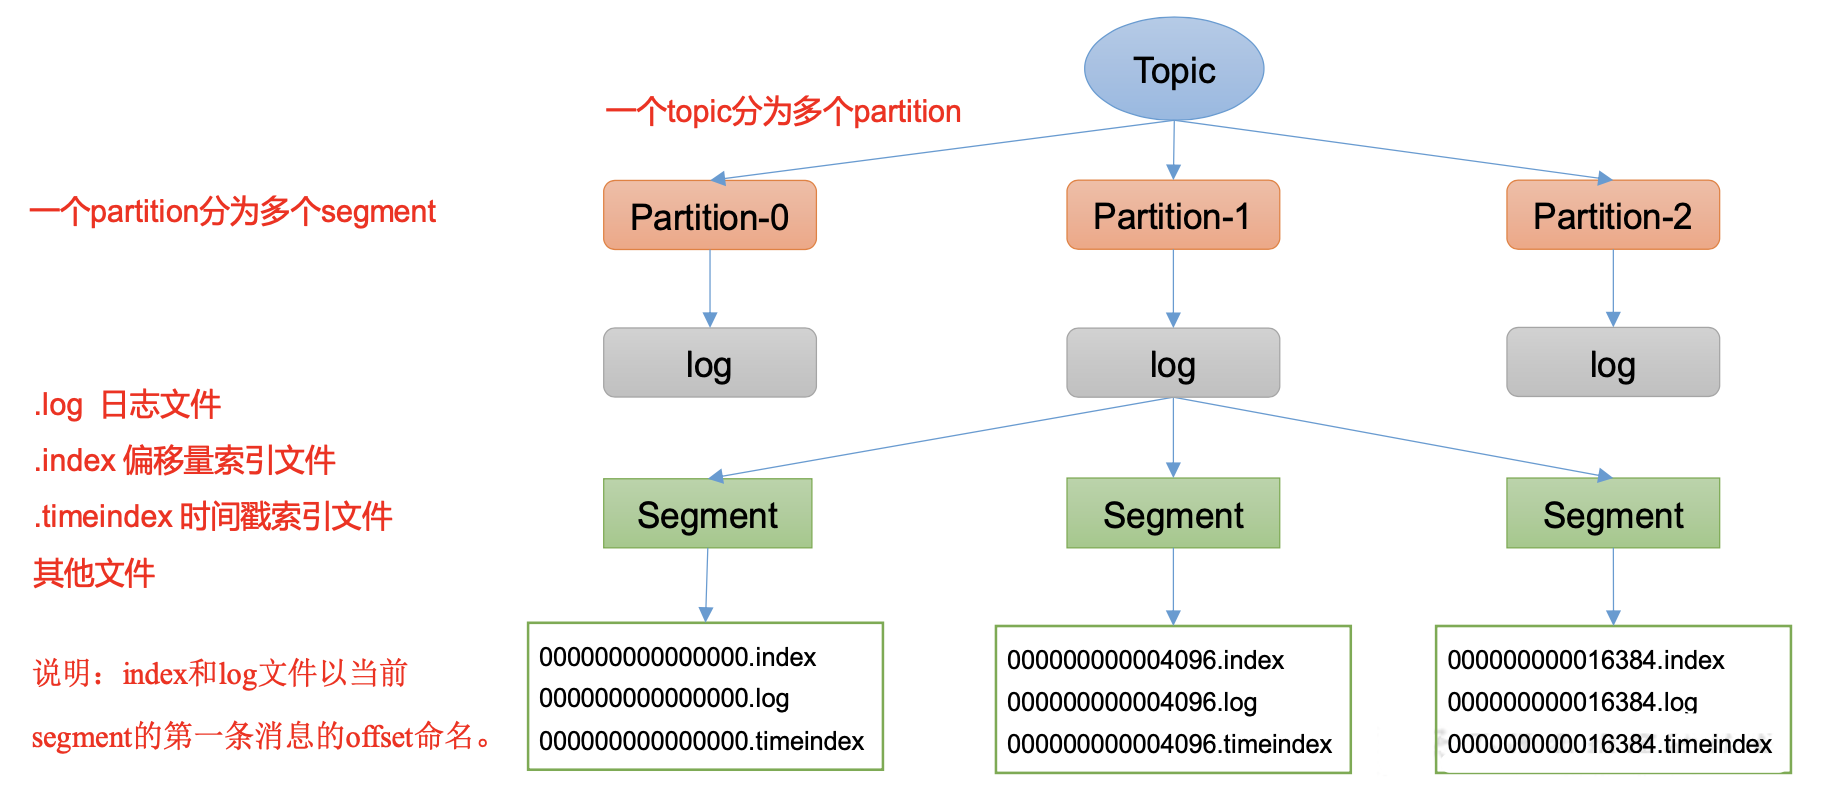 Topic
一个topic分为多个partition
一个partition分为多个segment
Partition-0
Partition-1
Partition-2
log
log
log
.log 日志文件
.index 偏移量索引文件
.timeindex 时间戳索引文件
其他文件
Segment
Segment
Segment
说明：index和log文件以当前
segment的第一条消息的offset命名。
000000000000000.index
000000000000000.log
000000000000000.timeindex
000000000004096.index
000000000004096.log
000000000004096.timeindex
000000000016384.index
000000000016384.log
000000000016384.timeindex